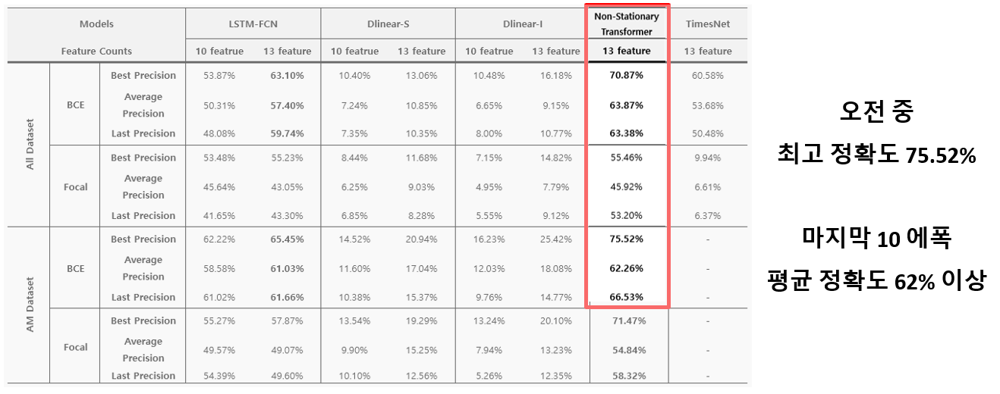 Models LSTM-FCN Dlinear-S Dlinear-I Non-Stationary Transformer TimesNet
Feature Counts 10 featrue 13 feature 10 featrue 13 feature 10 featrue 13 feature 13 feature 13 feature
All Dataset
BCE
Best Precision 53.87% 63.10% 10.40% 13.06% 10.48% 16.18% 70.87% 60.58%
Average Precision 50.31% 57.40% 7.24% 10.85% 6.65% 9.15% 63.87% 53.68%
Last Precision 48.08% 59.74% 7.35% 10.35% 8.00% 10.77% 63.38% 50.48%
Focal
Best Precision 53.48% 55.23% 8.44% 11.68% 7.15% 14.82% 55.46% 9.94%
Average Precision 45.64% 43.05% 6.25% 9.03% 4.95% 7.79% 45.92% 6.61%
Last Precision 41.65% 43.30% 6.85% 8.28% 5.55% 9.12% 53.20% 6.37%
AM Dataset
BCE
Best Precision 62.22% 65.45% 14.52% 20.94% 16.23% 25.42% 75.52% -
Average Precision 58.58% 61.03% 11.60% 17.04% 12.03% 18.08% 62.26% -
Last Precision 61.02% 61.66% 10.38% 15.37% 9.76% 14.77% 66.53% -
Focal
Best Precision 55.27% 57.87% 13.54% 19.29% 13.24% 20.10% 71.47% -
Average Precision 49.57% 49.07% 9.90% 15.25% 7.94% 13.23% 54.84% -
Last Precision 54.39% 49.60% 10.10% 12.56% 5.26% 12.35% 58.32% -
오전 중
최고 정확도 75.52%
마지막 10 에폭
평균 정확도 62% 이상